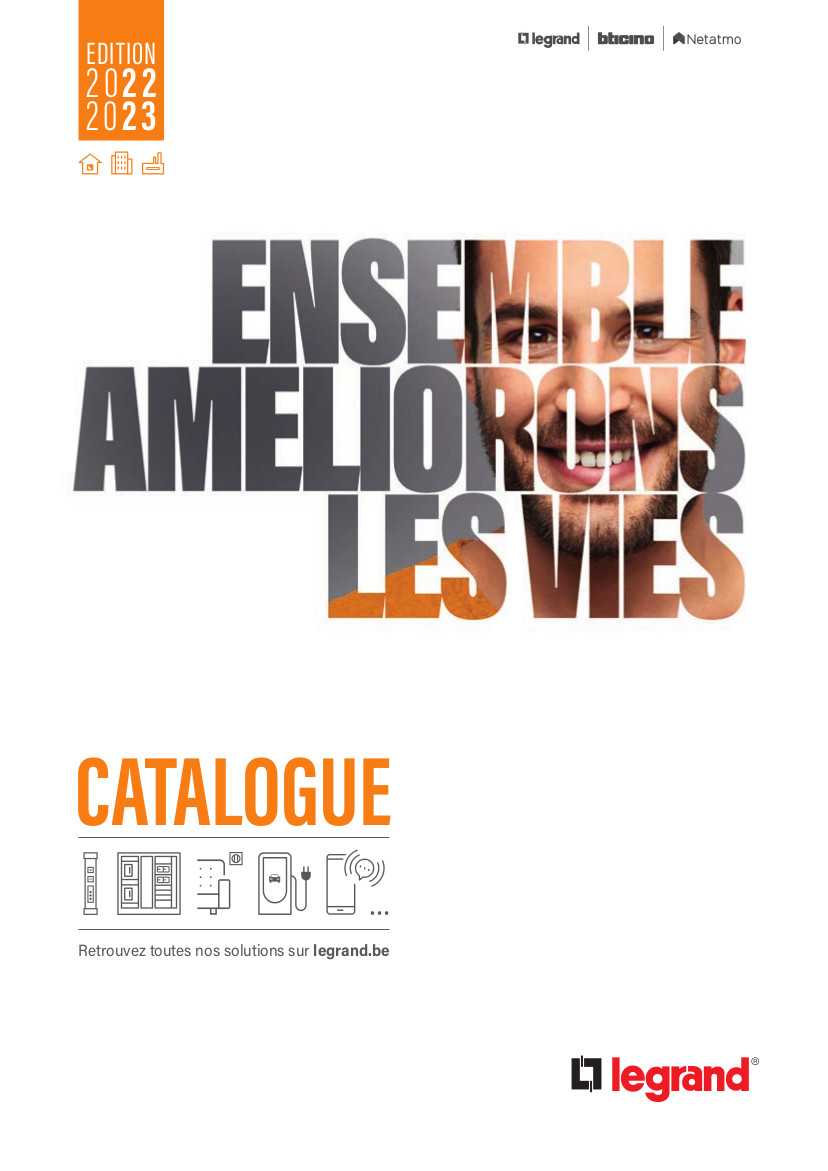 EDITION
2022
2023
legrand
bticino
Netatmo
ENSEMBLE
AMELIORONS
LES VIES
CATALOGUE
Retrouvez toutes nos solutions sur legrand.be
legrand®